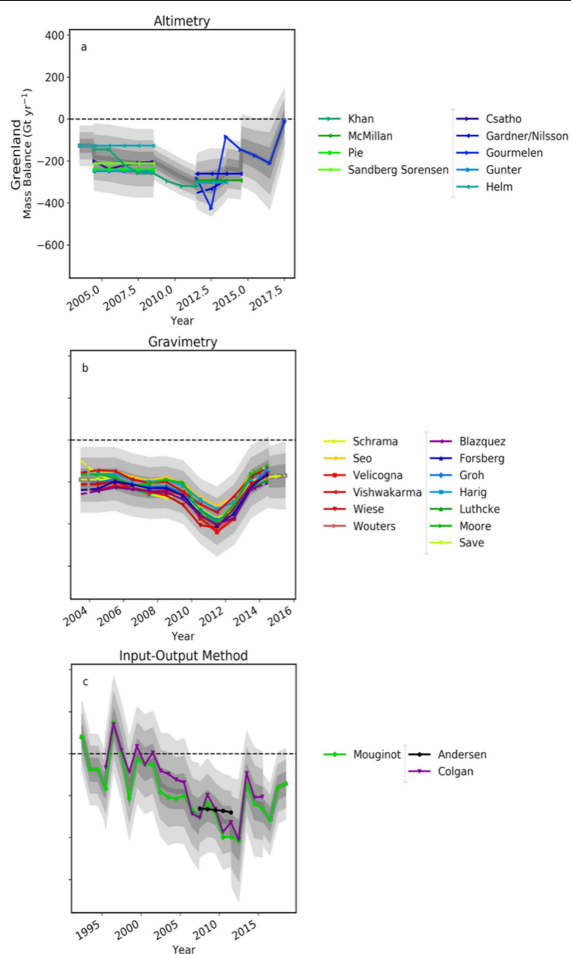 Altimetry
a
400
200
0
−200
−400
−600
Greenland
Mass Balance (Gt yr⁻¹)
2005.0 2007.5 2010.0 2012.5 2015.0 2017.5
Year
Khan
McMillan
Pie
Sandberg Sorensen
Csatho
Gardner/Nilsson
Gourmelen
Gunter
Helm
Gravimetry
b
2004 2006 2008 2010 2012 2014 2016
Year
Schrama
Seo
Velicogna
Vishwakarma
Wiese
Wouters
Blazquez
Forsberg
Groh
Harig
Luthcke
Moore
Save
Input-Output Method
c
1995 2000 2005 2010 2015
Year
Mouginot
Andersen
Colgan